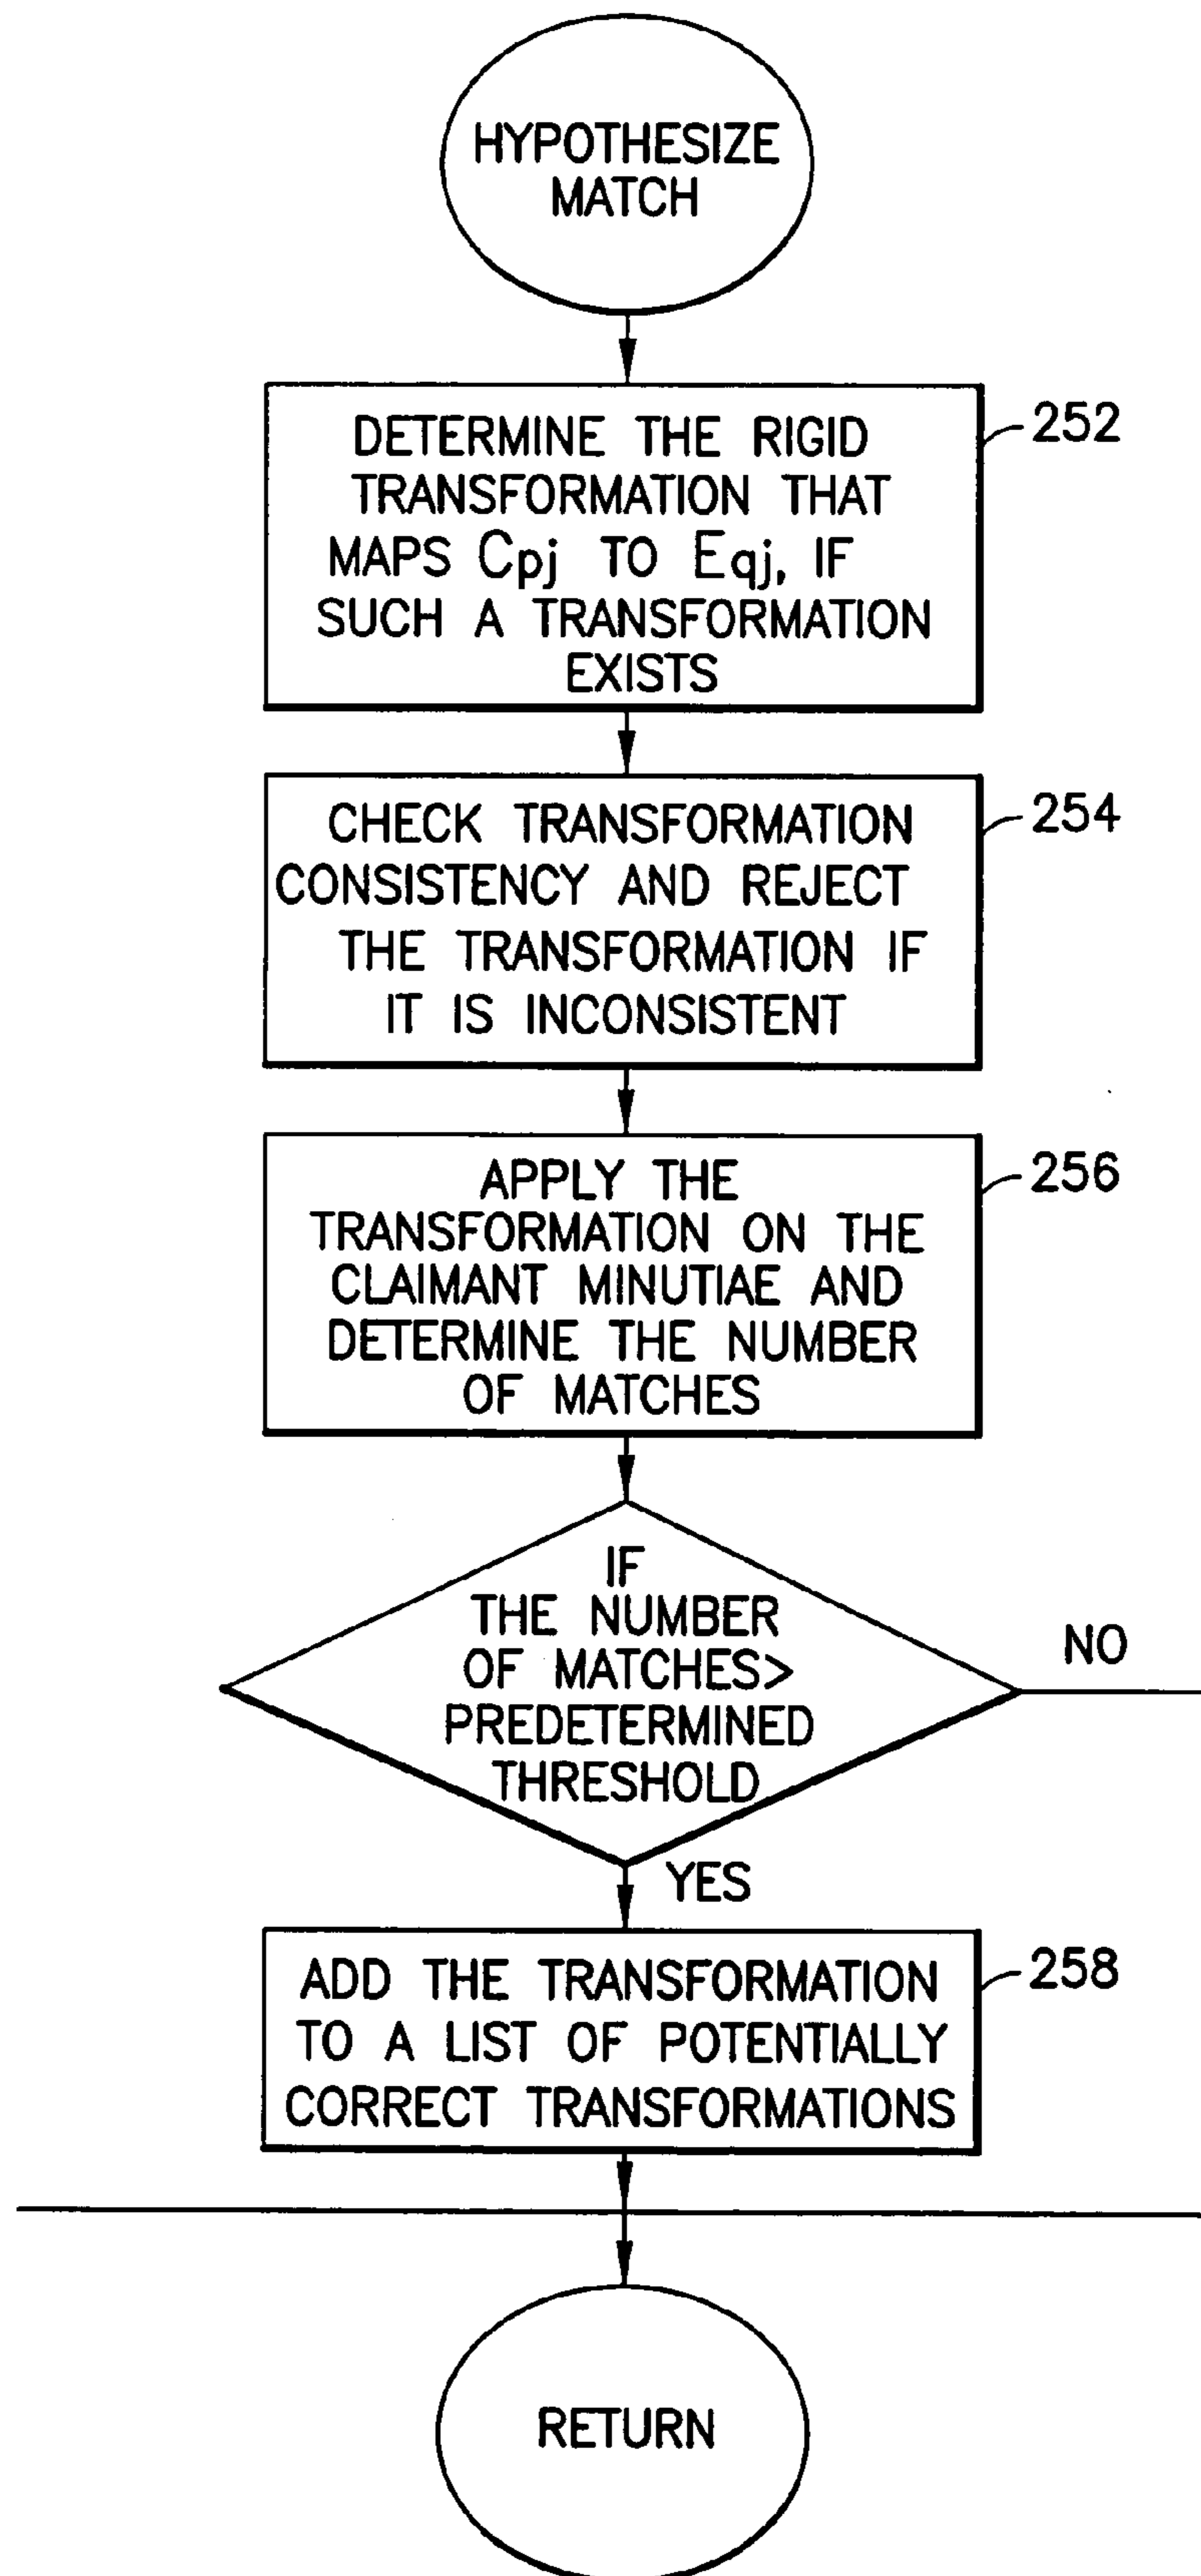 HYPOTHESIZE
MATCH
DETERMINE THE RIGID
TRANSFORMATION THAT
MAPS Cpj TO Eqj, IF
SUCH A TRANSFORMATION
EXISTS
252
CHECK TRANSFORMATION
CONSISTENCY AND REJECT
THE TRANSFORMATION IF
IT IS INCONSISTENT
254
APPLY THE
TRANSFORMATION ON THE
CLAIMANT MINUTIAE AND
DETERMINE THE NUMBER
OF MATCHES
256
IF
THE NUMBER
OF MATCHES>
PREDETERMINED
THRESHOLD
NO
YES
ADD THE TRANSFORMATION
TO A LIST OF POTENTIALLY
CORRECT TRANSFORMATIONS
258
RETURN